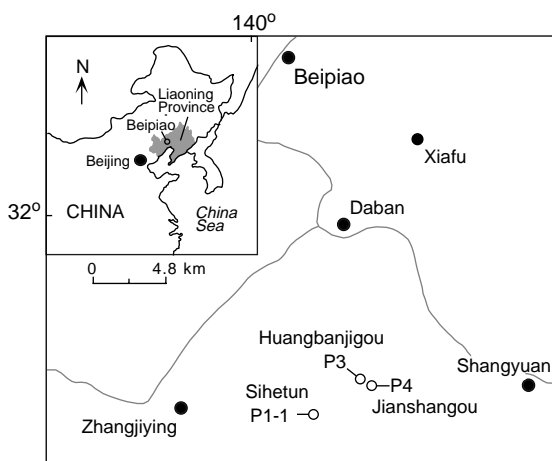 140°
N
Liaoning
Province
Beipiao
Beijing
32°
CHINA
China
Sea
0 4.8 km
Beipiao
Xiafu
Daban
Huangbanjigou
P3
Shangyuan
P4
Sihetun
Jianshangou
P1-1
Zhangjiying